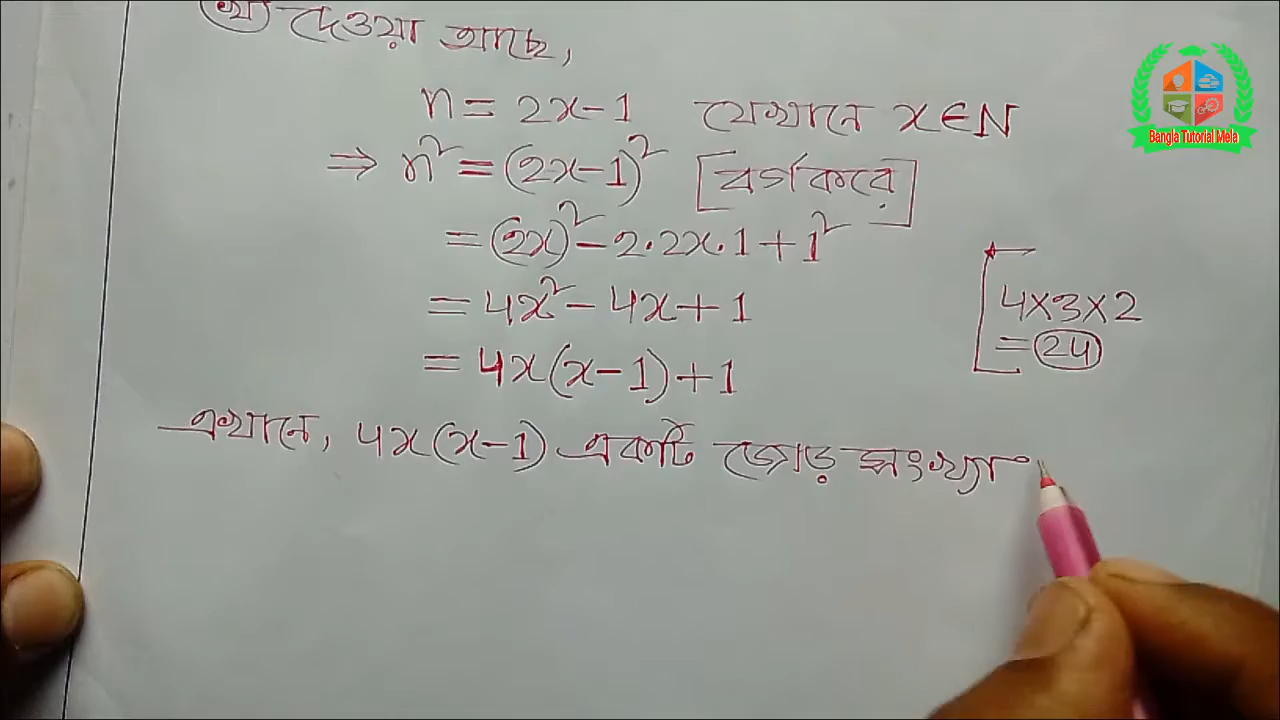 (খ) দেওয়া আছে,
n = 2x-1 যেখানে x∈N
⇒ n² = (2x-1)² [বর্গ করে]
= (2x)² - 2·2x·1 + 1²
= 4x² - 4x + 1
= 4x(x-1)+1
এখানে, 4x(x-1) একটি জোড় সংখ্যা
4×3×2
= 24
Bangla Tutorial Mela